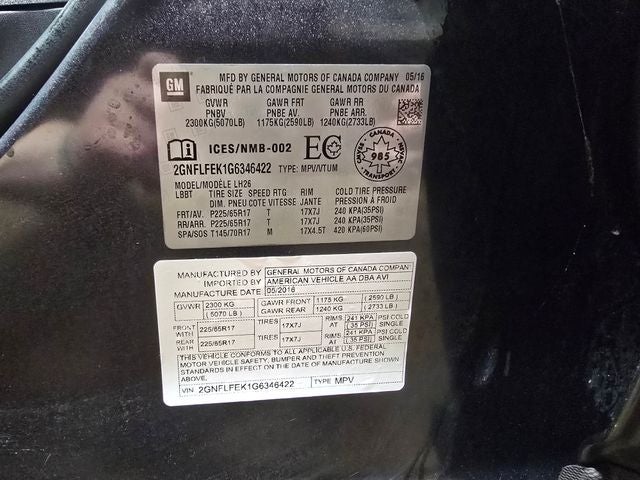 GM
MFD BY GENERAL MOTORS OF CANADA COMPANY 05/16
FABRIQUÉ PAR LA COMPAGNIE GENERAL MOTORS DU CANADA
GVWR GAWR FRT GAWR RR
PNBV PNBE AV. PNBE ARR.
2300KG(5070LB) 1175KG(2590LB) 1240KG(2733LB)
ICES/NMB-002 EC CANADA 985 TRANSPORT
2GNFLFEK1G6346422 TYPE: MPV/VTUM
MODEL/MODÈLE LH26
LBBT TIRE SIZE SPEED RTG RIM COLD TIRE PRESSURE
DIM. PNEU COTE VITESSE JANTE PRESSION À FROID
FRT/AV. P225/65R17 T 17X7J 240 KPA(35PSI)
RR/ARR. P225/65R17 T 17X7J 240 KPA(35PSI)
SPA/SOS T145/70R17 M 17X4.5T 420 KPA(60PSI)
MANUFACTURED BY GENERAL MOTORS OF CANADA COMPANY
IMPORTED BY AMERICAN VEHICLE AA DBA AVI
MANUFACTURED DATE 05/2016
GVWR 2300 KG GAWR FRONT 1175 KG ( 2590 LB )
( 5070 LB ) GAWR REAR 1240 KG ( 2733 LB )
FRONT WITH 225/65R17 TIRES 17X7J RIMS AT 241 KPA ( 35 PSI ) PSI COLD SINGLE
REAR WITH 225/65R17 TIRES 17X7J RIMS AT 241 KPA ( 35 PSI ) PSI COLD SINGLE
THIS VEHICLE CONFORMS TO ALL APPLICABLE U.S. FEDERAL
MOTOR VEHICLE SAFETY, BUMPER AND THEFT PREVENTION
STANDARDS IN EFFECT ON THE DATE OF MANUFACTURE SHOWN
ABOVE.
VIN 2GNFLFEK1G6346422 TYPE MPV